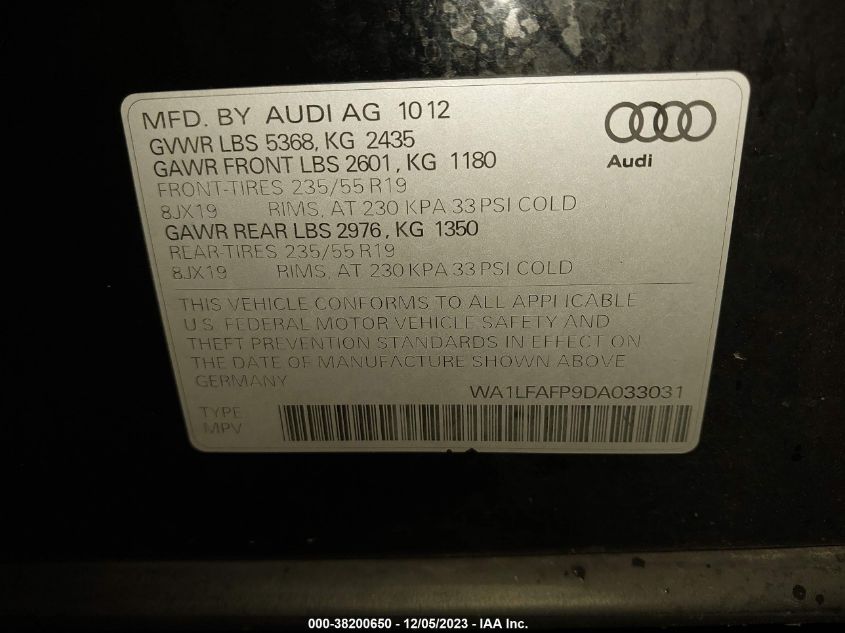 MFD. BY AUDI AG 10 12
GVWR LBS 5368, KG 2435
GAWR FRONT LBS 2601, KG 1180
FRONT-TIRES 235/55 R19
8JX19 RIMS, AT 230 KPA 33 PSI COLD
GAWR REAR LBS 2976, KG 1350
REAR-TIRES 235/55 R19
8JX19 RIMS, AT 230 KPA 33 PSI COLD
Audi
THIS VEHICLE CONFORMS TO ALL APPLICABLE
U.S. FEDERAL MOTOR VEHICLE SAFETY AND
THEFT PREVENTION STANDARDS IN EFFECT ON
THE DATE OF MANUFACTURE SHOWN ABOVE
GERMANY
WA1LFAFP9DA033031
TYPE
MPV
000-38200650 - 12/05/2023 - IAA Inc.